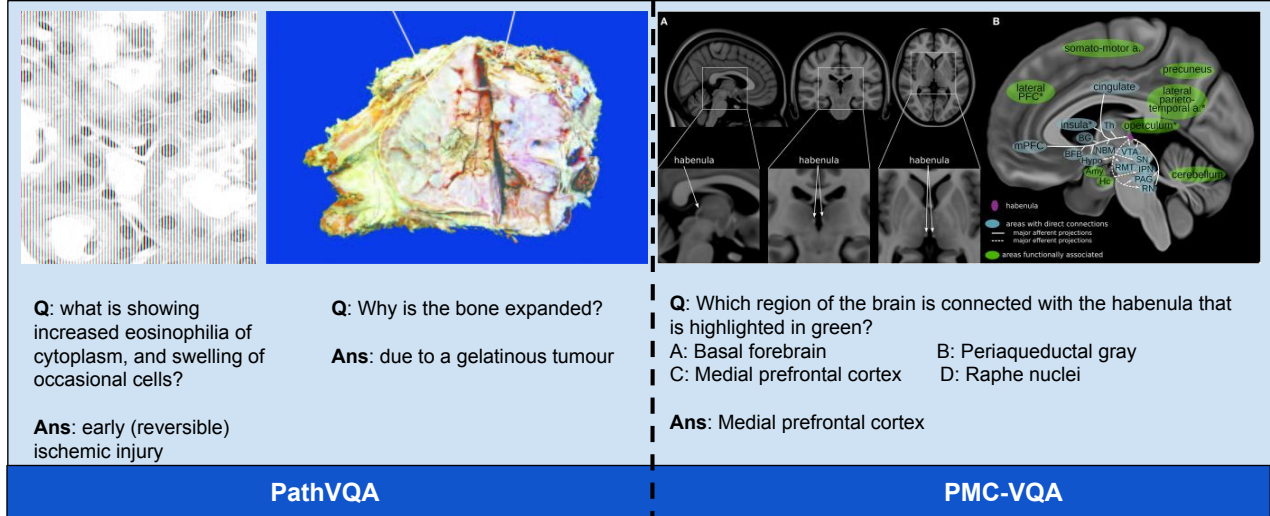 A
B
somato-motor a.
precuneus
lateral
PFC*
cingulate
lateral
parieto-
temporal a.*
insula*
Th
operculum*
BG
mPFC
BFB
NBM
VTA
Hypo
SN
RMT
IPN
Amy
Hc
PAG
RN
cerebellum
habenula
habenula
habenula
habenula
areas with direct connections
major afferent projections
major efferent projections
areas functionally associated
Q: what is showing
increased eosinophilia of
cytoplasm, and swelling of
occasional cells?
Ans: early (reversible)
ischemic injury
Q: Why is the bone expanded?
Ans: due to a gelatinous tumour
Q: Which region of the brain is connected with the habenula that
is highlighted in green?
A: Basal forebrain B: Periaqueductal gray
C: Medial prefrontal cortex D: Raphe nuclei
Ans: Medial prefrontal cortex
PathVQA
PMC-VQA